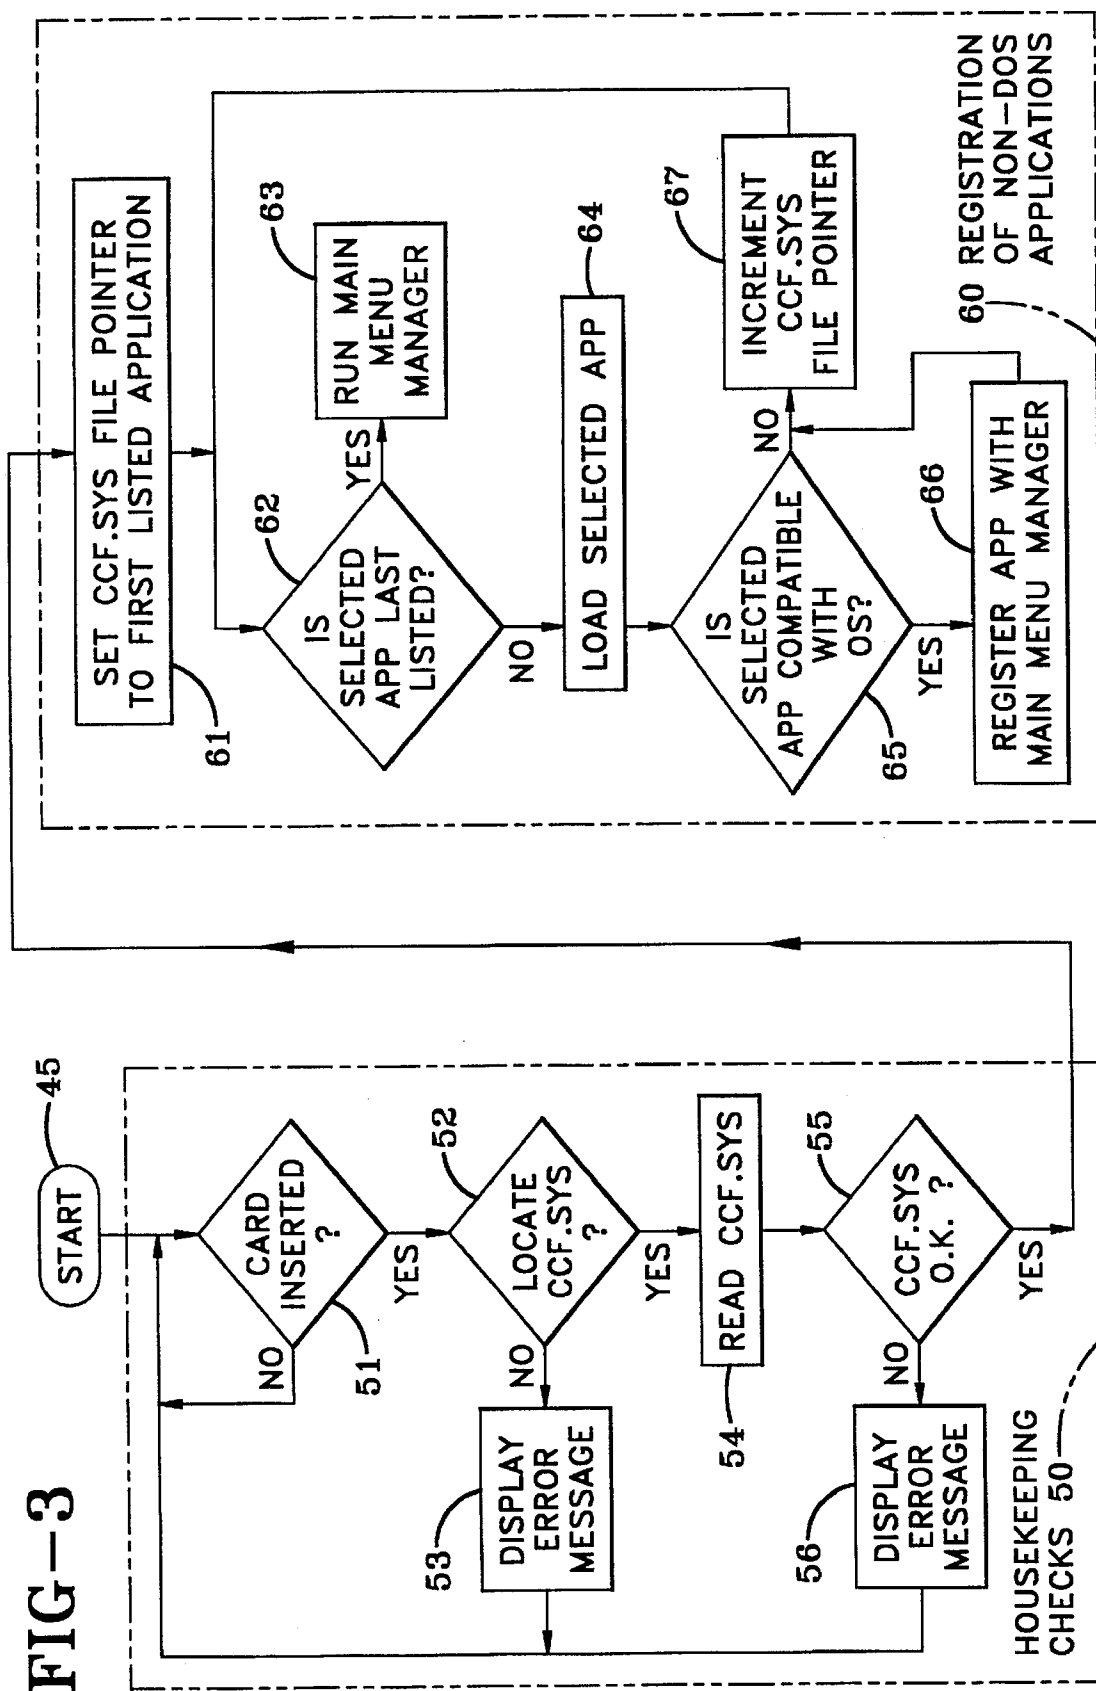 FIG-3
START
45
CARD
INSERTED
?
51
NO
YES
LOCATE
CCF.SYS
?
52
NO
YES
DISPLAY
ERROR
MESSAGE
53
READ CCF.SYS
54
CCF.SYS
O.K. ?
55
NO
YES
DISPLAY
ERROR
MESSAGE
56
HOUSEKEEPING
CHECKS 50
SET CCF.SYS FILE POINTER
TO FIRST LISTED APPLICATION
61
IS
SELECTED
APP LAST
LISTED?
62
YES
NO
RUN MAIN
MENU
MANAGER
63
LOAD SELECTED APP
64
IS
SELECTED
APP COMPATIBLE
WITH
OS?
65
NO
YES
INCREMENT
CCF.SYS
FILE POINTER
67
REGISTER APP WITH
MAIN MENU MANAGER
66
60 REGISTRATION
OF NON-DOS
APPLICATIONS